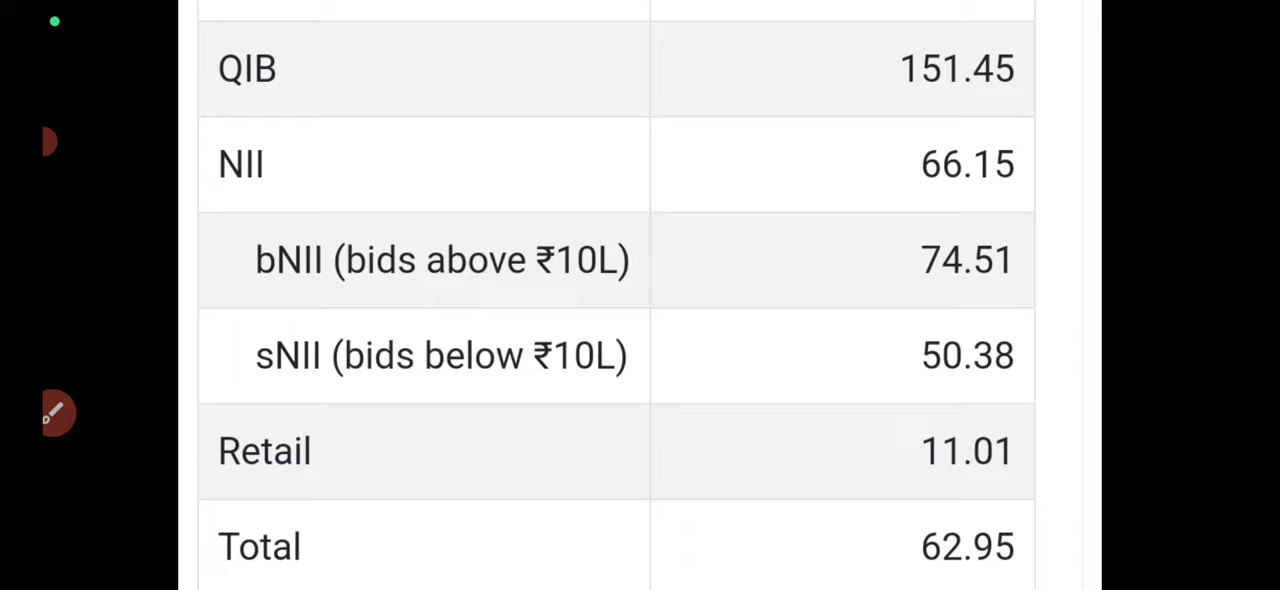 QIB 151.45
NII 66.15
bNII (bids above ₹10L) 74.51
sNII (bids below ₹10L) 50.38
Retail 11.01
Total 62.95